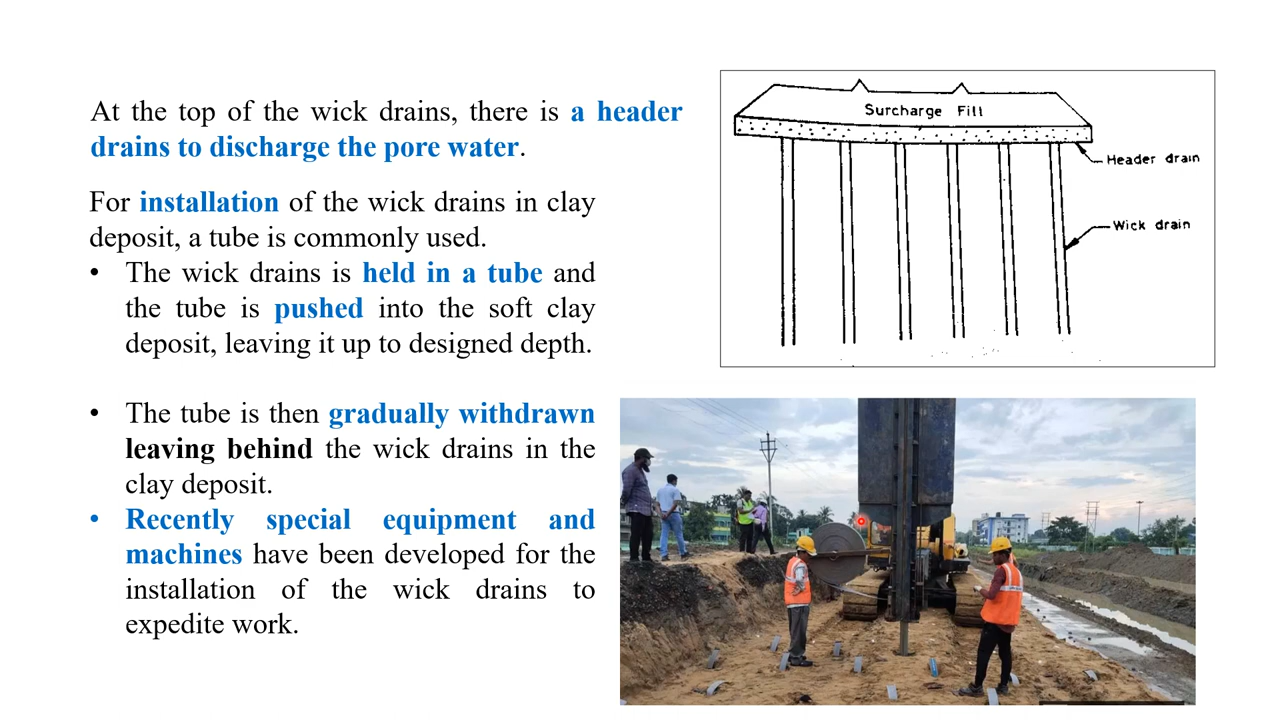 At the top of the wick drains, there is a header
drains to discharge the pore water.
For installation of the wick drains in clay
deposit, a tube is commonly used.
• The wick drains is held in a tube and
the tube is pushed into the soft clay
deposit, leaving it up to designed depth.
• The tube is then gradually withdrawn
leaving behind the wick drains in the
clay deposit.
• Recently special equipment and
machines have been developed for the
installation of the wick drains to
expedite work.
Surcharge Fill
Header drain
Wick drain